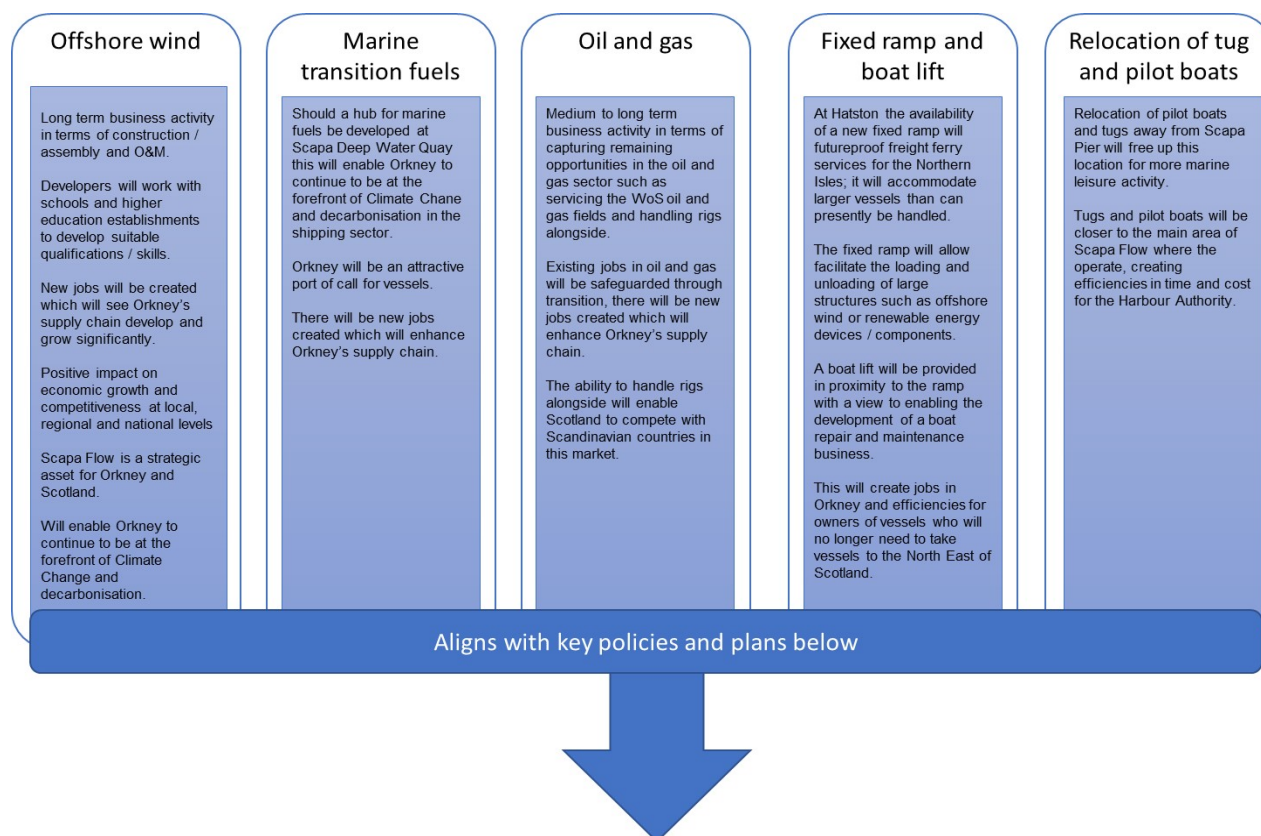 Offshore wind
Long term business activity
in terms of construction /
assembly and O&M.
Developers will work with
schools and higher
education establishments
to develop suitable
qualifications / skills.
New jobs will be created
which will see Orkney's
supply chain develop and
grow significantly.
Positive impact on
economic growth and
competitiveness at local,
regional and national levels
Scapa Flow is a strategic
asset for Orkney and
Scotland.
Will enable Orkney to
continue to be at the
forefront of Climate
Change and
decarbonisation.
Marine
transition fuels
Should a hub for marine
fuels be developed at
Scapa Deep Water Quay
this will enable Orkney to
continue to be at the
forefront of Climate Chane
and decarbonisation in the
shipping sector.
Orkney will be an attractive
port of call for vessels.
There will be new jobs
created which will enhance
Orkney's supply chain.
Oil and gas
Medium to long term
business activity in terms of
capturing remaining
opportunities in the oil and
gas sector such as
servicing the WoS oil and
gas fields and handling rigs
alongside.
Existing jobs in oil and gas
will be safeguarded through
transition, there will be new
jobs created which will
enhance Orkney's supply
chain.
The ability to handle rigs
alongside will enable
Scotland to compete with
Scandinavian countries in
this market.
Fixed ramp and
boat lift
At Hatston the availability
of a new fixed ramp will
futureproof freight ferry
services for the Northern
Isles; it will accommodate
larger vessels than can
presently be handled.
The fixed ramp will allow
facilitate the loading and
unloading of large
structures such as offshore
wind or renewable energy
devices / components.
A boat lift will be provided
in proximity to the ramp
with a view to enabling the
development of a boat
repair and maintenance
business.
This will create jobs in
Orkney and efficiencies for
owners of vessels who will
no longer need to take
vessels to the North East of
Scotland.
Relocation of tug
and pilot boats
Relocation of pilot boats
and tugs away from Scapa
Pier will free up this
location for more marine
leisure activity.
Tugs and pilot boats will be
closer to the main area of
Scapa Flow where the
operate, creating
efficiencies in time and cost
for the Harbour Authority.
Aligns with key policies and plans below